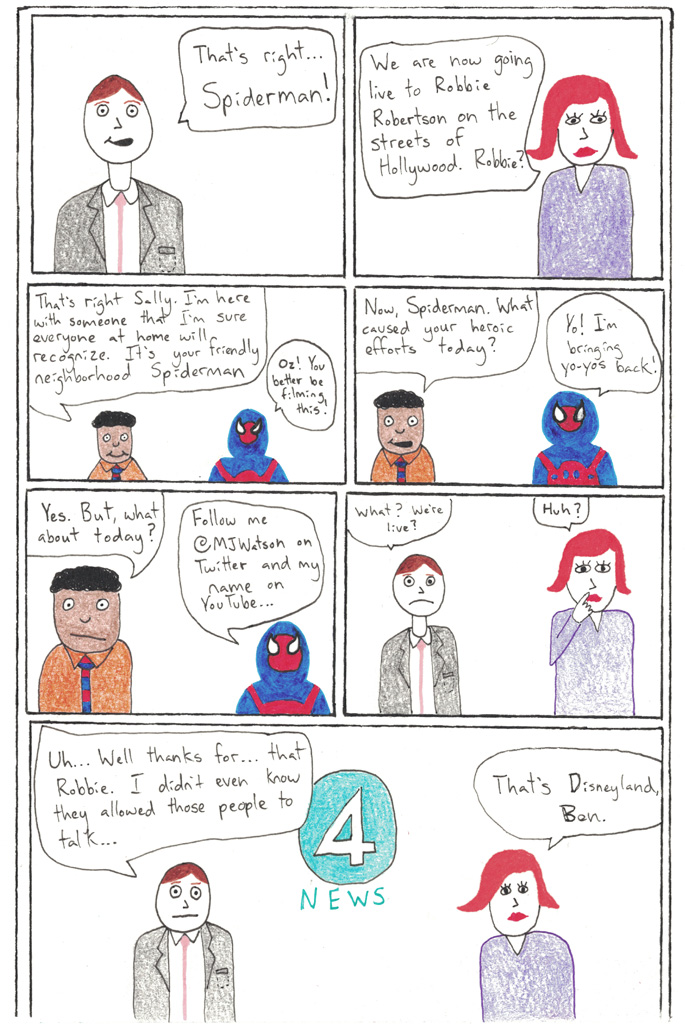 That's right...
Spiderman!
We are now going
live to Robbie
Robertson on the
streets of
Hollywood. Robbie?
That's right Sally. I'm here
with someone that I'm sure
everyone at home will
recognize. It's your friendly
neighborhood Spiderman
Oz! You
better be
filming
this!
Now, Spiderman. What
caused your heroic
efforts today?
Yo! I'm
bringing
yo-yos back!
Yes. But, what
about today?
Follow me
@MJWatson on
Twitter and my
name on
YouTube...
What? We're
live?
Huh?
Uh... Well thanks for... that
Robbie. I didn't even know
they allowed those people to
talk...
4
NEWS
That's Disneyland,
Ben.